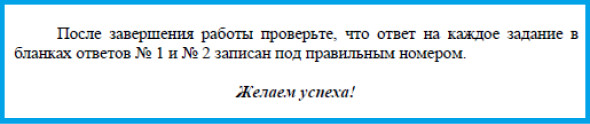 После завершения работы проверьте, что ответ на каждое задание в
бланках ответов № 1 и № 2 записан под правильным номером.
Желаем успеха!